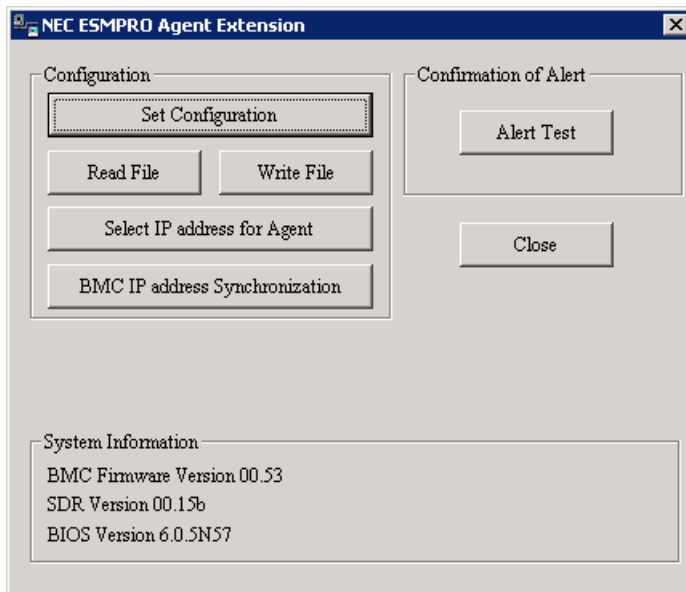 NEC ESMPRO Agent Extension
Configuration
Set Configuration
Read File
Write File
Select IP address for Agent
BMC IP address Synchronization
Confirmation of Alert
Alert Test
Close
System Information
BMC Firmware Version 00.53
SDR Version 00.15b
BIOS Version 6.0.5N57